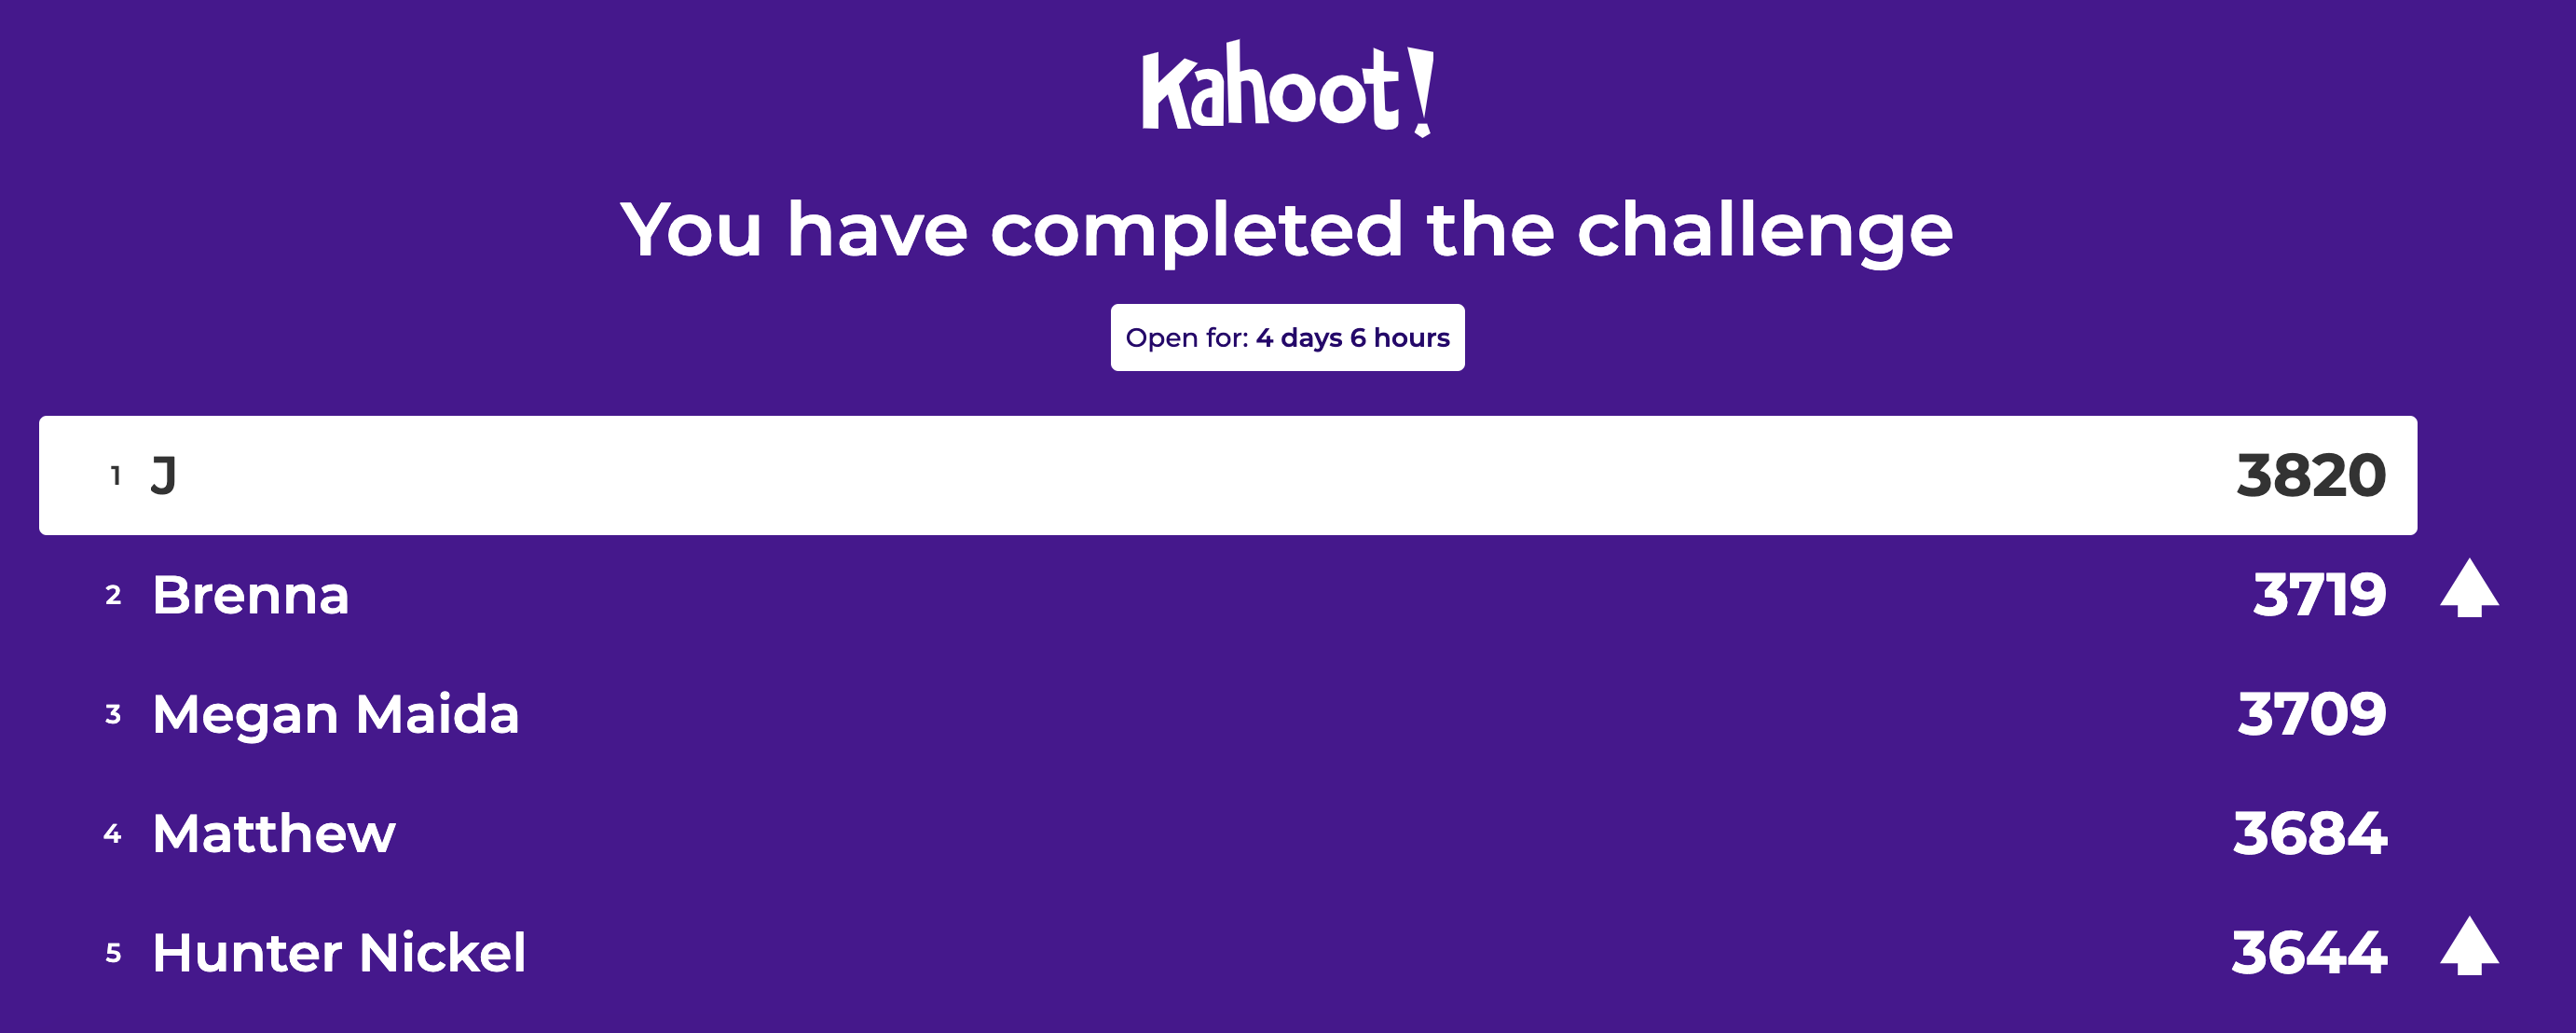 Kahoot!
You have completed the challenge
Open for: 4 days 6 hours
1 J 3820
2 Brenna 3719
3 Megan Maida 3709
4 Matthew 3684
5 Hunter Nickel 3644